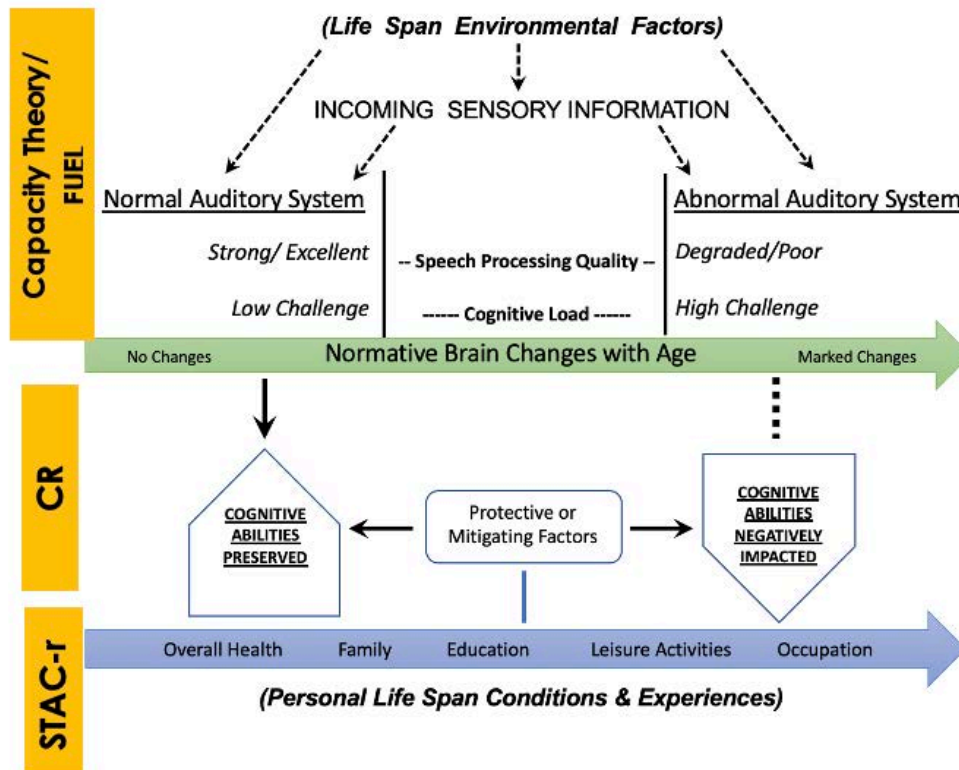 Capacity Theory/
FUEL
(Life Span Environmental Factors)
INCOMING SENSORY INFORMATION
Normal Auditory System
Abnormal Auditory System
Strong/ Excellent
-- Speech Processing Quality --
Degraded/Poor
Low Challenge
------ Cognitive Load ------
High Challenge
No Changes
Normative Brain Changes with Age
Marked Changes
CR
COGNITIVE
ABILITIES
PRESERVED
Protective or
Mitigating Factors
COGNITIVE
ABILITIES
NEGATIVELY
IMPACTED
STAC-r
Overall Health
Family
Education
Leisure Activities
Occupation
(Personal Life Span Conditions & Experiences)